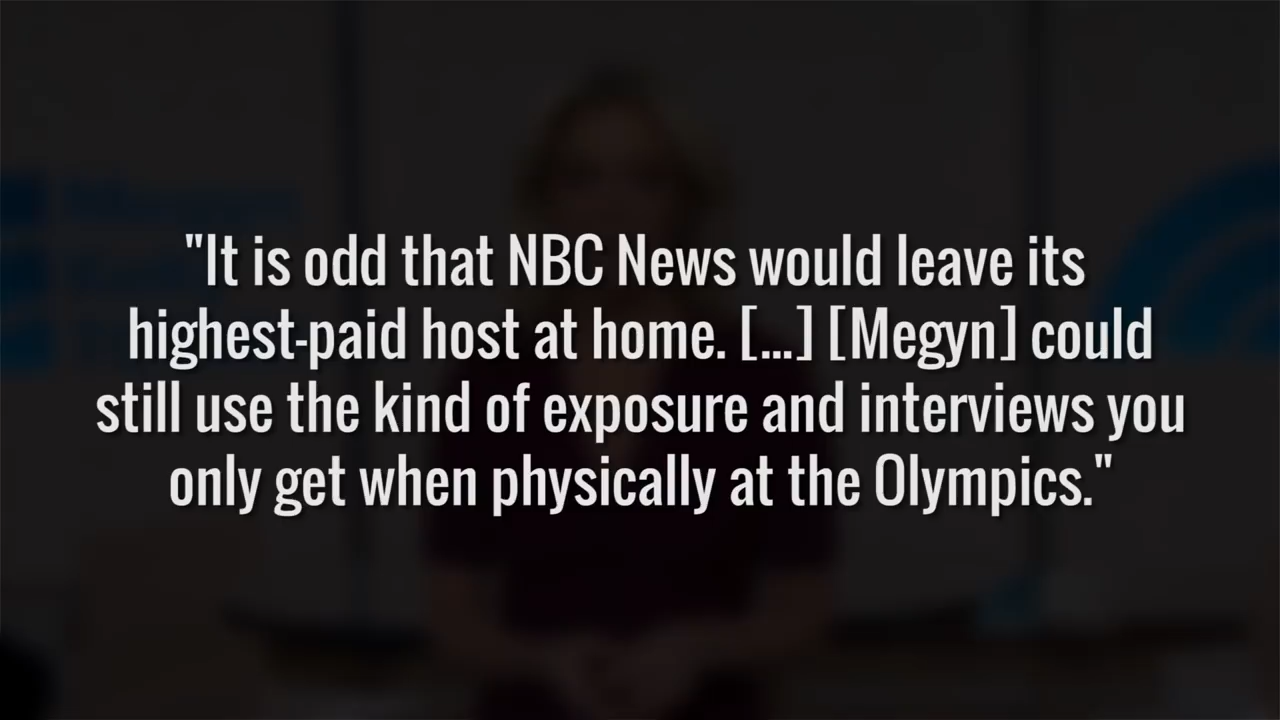 "It is odd that NBC News would leave its
highest-paid host at home. [...] [Megyn] could
still use the kind of exposure and interviews you
only get when physically at the Olympics."